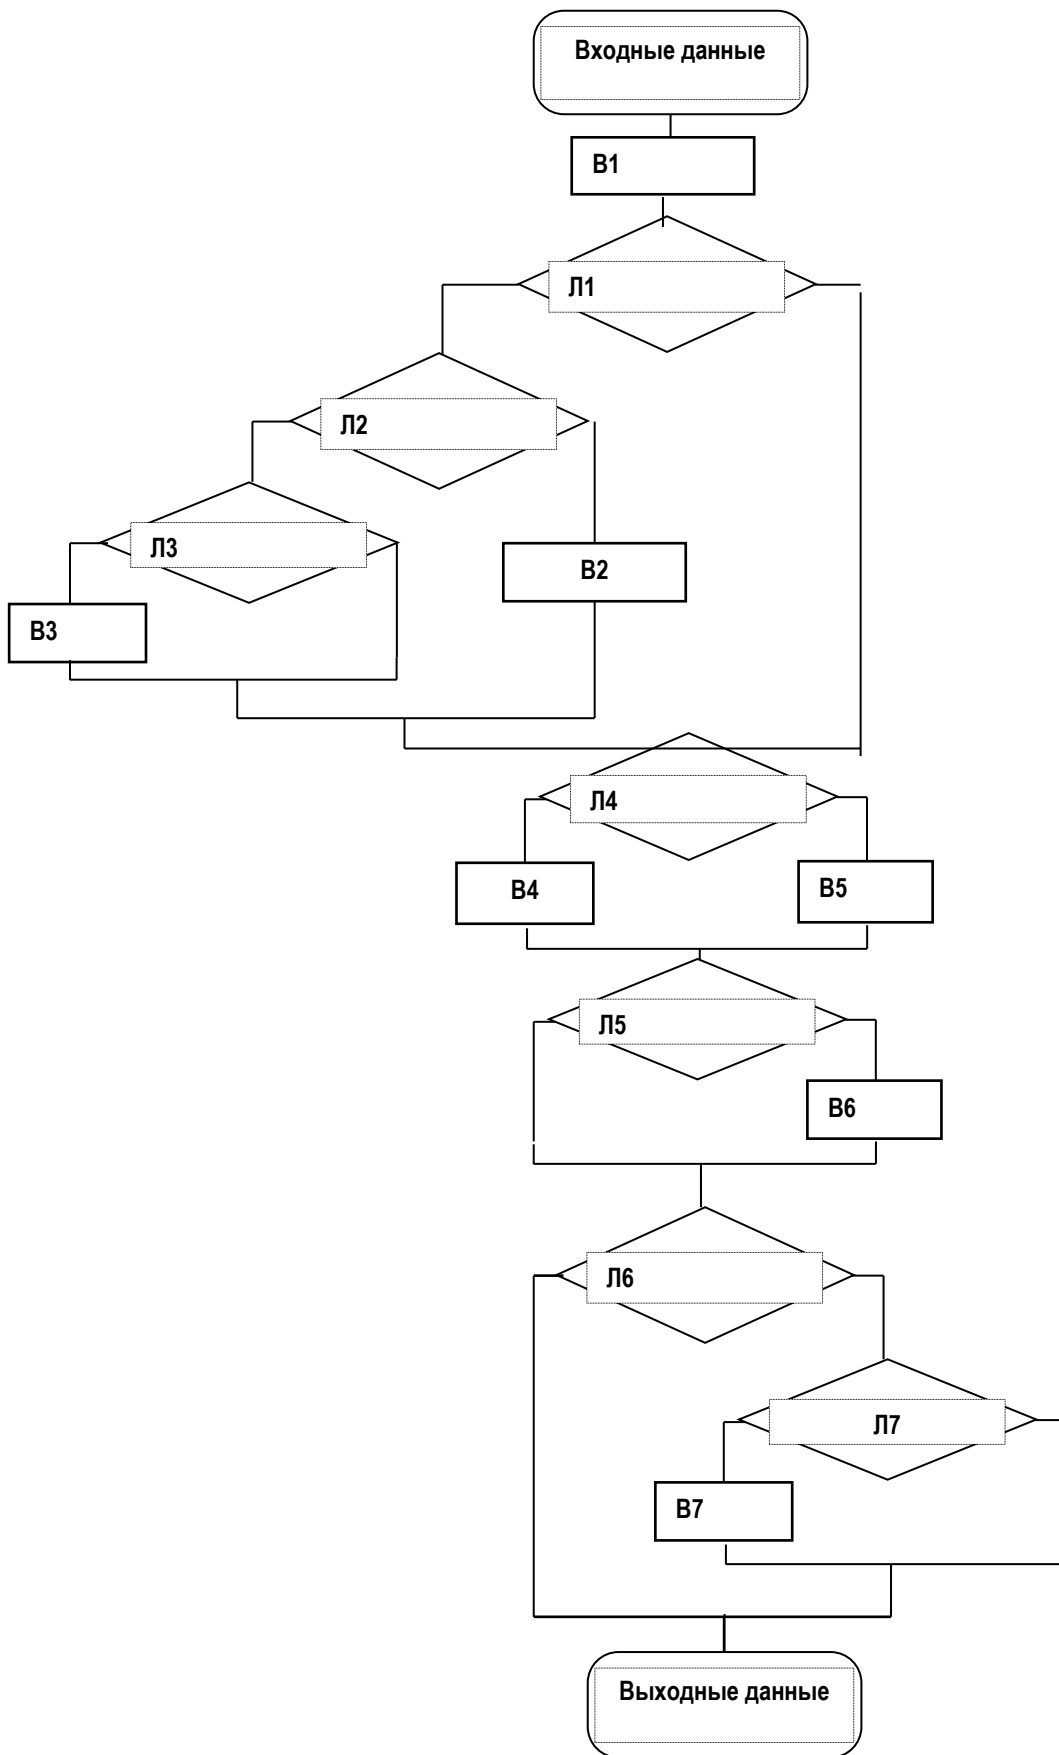 Входные данные
В1
Л1
Л2
Л3
В2
В3
Л4
В4
В5
Л5
В6
Л6
Л7
В7
Выходные данные